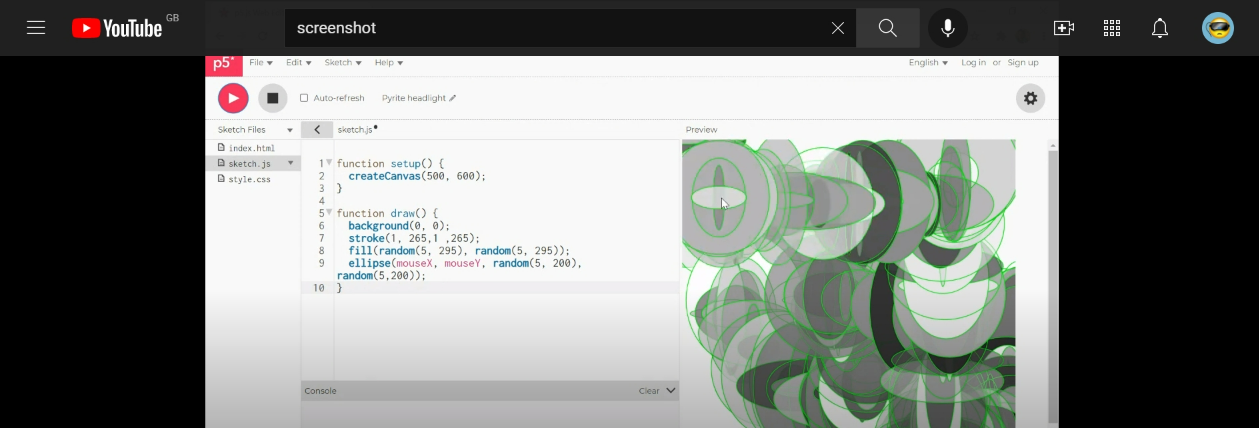 YouTube GB
screenshot
p5* File Edit Sketch Help English Log in or Sign up
Auto-refresh Pyrite headlight
Sketch Files sketch.js Preview
index.html
sketch.js
style.css
1 function setup() {
2 createCanvas(500, 600);
3 }
4
5 function draw() {
6 background(0, 0);
7 stroke(1, 265,1 ,265);
8 fill(random(5, 295), random(5, 295));
9 ellipse(mouseX, mouseY, random(5, 200),
random(5,200));
10 }
Console Clear